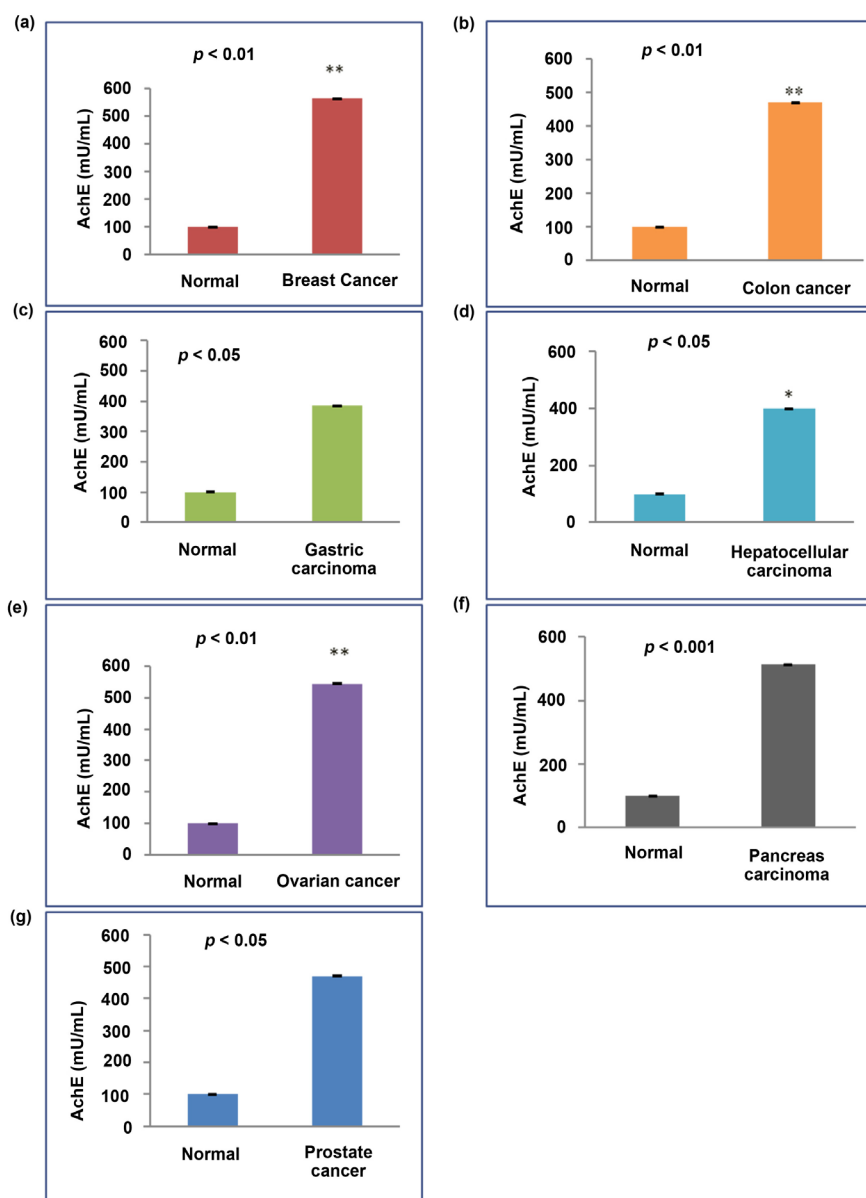 (a)
p < 0.01
**
AchE (mU/mL)
600
500
400
300
200
100
0
Normal
Breast Cancer
(b)
p < 0.01
**
AchE (mU/mL)
600
500
400
300
200
100
0
Normal
Colon cancer
(c)
p < 0.05
AchE (mU/mL)
600
500
400
300
200
100
0
Normal
Gastric
carcinoma
(d)
p < 0.05
*
AchE (mU/mL)
600
400
200
0
Normal
Hepatocellular
carcinoma
(e)
p < 0.01
**
AchE (mU/mL)
600
500
400
300
200
100
0
Normal
Ovarian cancer
(f)
p < 0.001
AchE (mU/mL)
600
400
200
0
Normal
Pancreas
carcinoma
(g)
p < 0.05
AchE (mU/mL)
600
500
400
300
200
100
0
Normal
Prostate
cancer